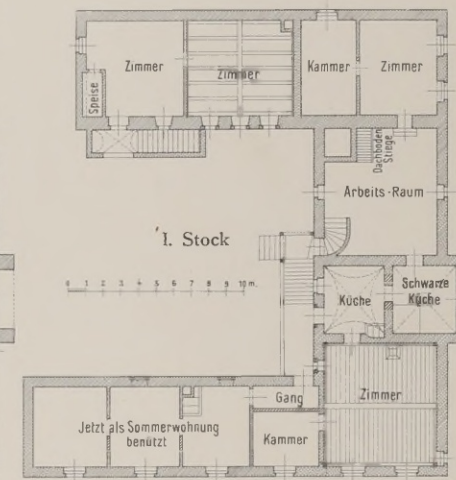 Zimmer
Zimmer
Kammer
Zimmer
Speise
Dachboden
Stiege
Arbeits-Raum
I. Stock
0 1 2 3 4 5 6 7 8 9 10 m.
Küche
Schwarze
Küche
Gang
Zimmer
Jetzt als Sommerwohnung
benützt
Kammer